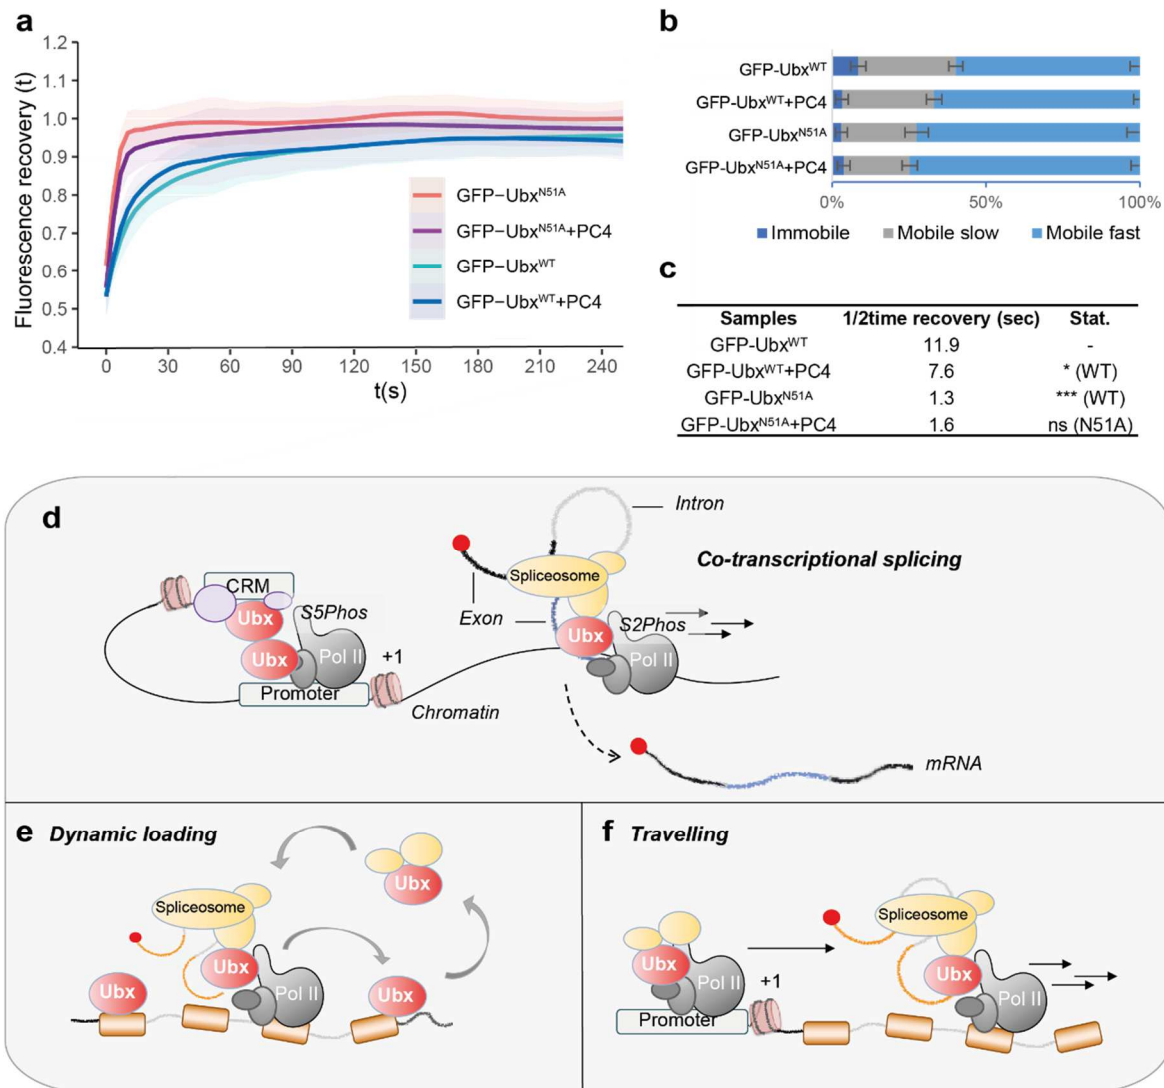 a
1.2
1.1
1.0
0.9
0.8
0.7
0.6
0.5
0.4
Fluorescence recovery (t)
0 30 60 90 120 150 180 210 240
t(s)
GFP−Ubx^N51A
GFP−Ubx^N51A+PC4
GFP−Ubx^WT
GFP−Ubx^WT+PC4
b
GFP-Ubx^WT
GFP-Ubx^WT+PC4
GFP-Ubx^N51A
GFP-Ubx^N51A+PC4
0% 50% 100%
Immobile Mobile slow Mobile fast
c
Samples 1/2time recovery (sec) Stat.
GFP-Ubx^WT 11.9 -
GFP-Ubx^WT+PC4 7.6 * (WT)
GFP-Ubx^N51A 1.3 *** (WT)
GFP-Ubx^N51A+PC4 1.6 ns (N51A)
d
CRM
Ubx
S5Phos
Ubx
Pol II
+1
Promoter
Chromatin
Intron
Co-transcriptional splicing
Spliceosome
Exon
Ubx
S2Phos
Pol II
mRNA
e Dynamic loading
Ubx
Spliceosome
Ubx
Ubx
Pol II
Ubx
f Travelling
Ubx
Pol II
+1
Promoter
Spliceosome
Ubx
Pol II